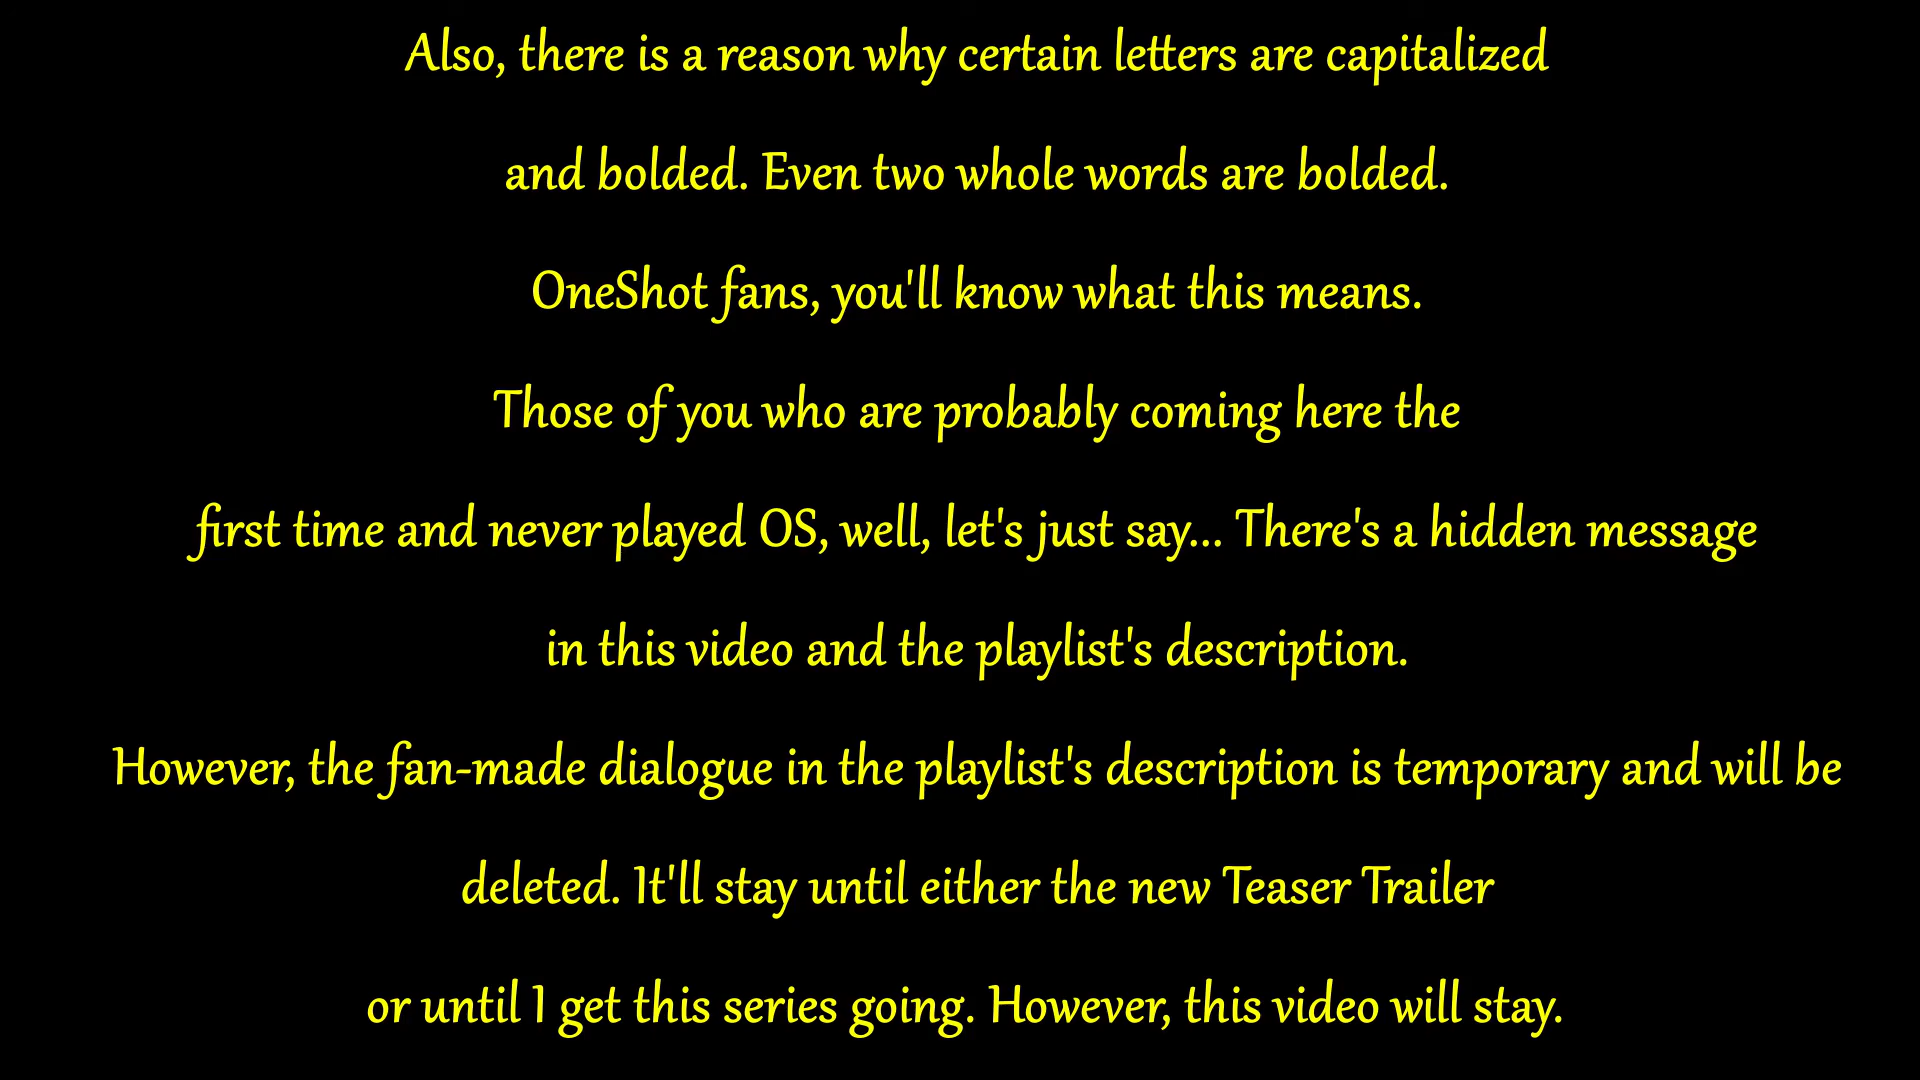 Also, there is a reason why certain letters are capitalized
and bolded. Even two whole words are bolded.
OneShot fans, you'll know what this means.
Those of you who are probably coming here the
first time and never played OS, well, let's just say... There's a hidden message
in this video and the playlist's description.
However, the fan-made dialogue in the playlist's description is temporary and will be
deleted. It'll stay until either the new Teaser Trailer
or until I get this series going. However, this video will stay.